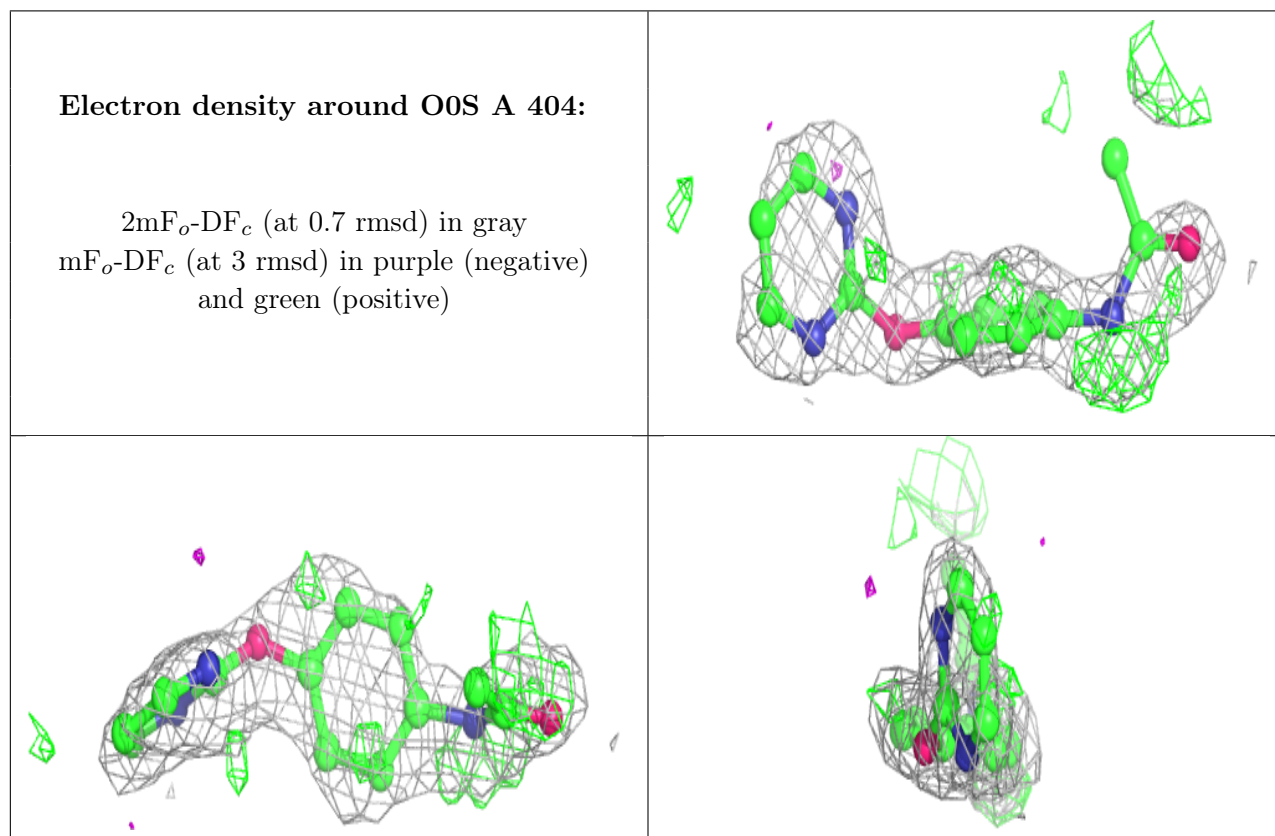 Electron density around O0S A 404:
2mFo-DFc (at 0.7 rmsd) in gray
mFo-DFc (at 3 rmsd) in purple (negative)
and green (positive)